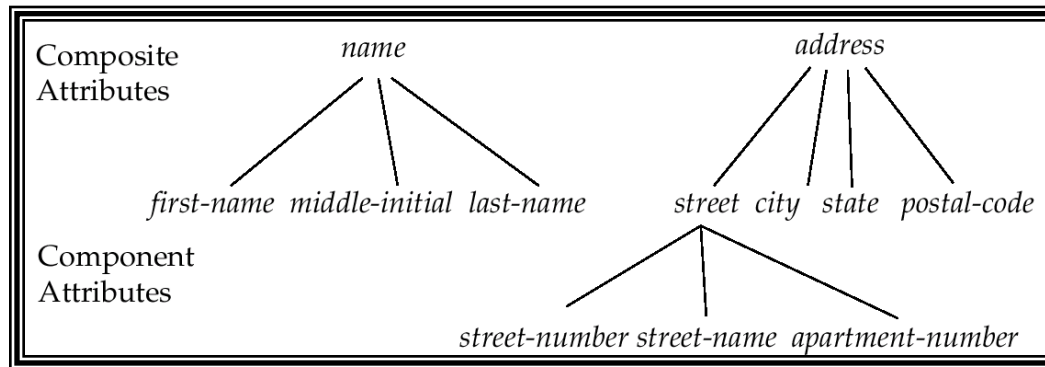 Composite
Attributes
name
address
first-name middle-initial last-name
street city state postal-code
Component
Attributes
street-number street-name apartment-number